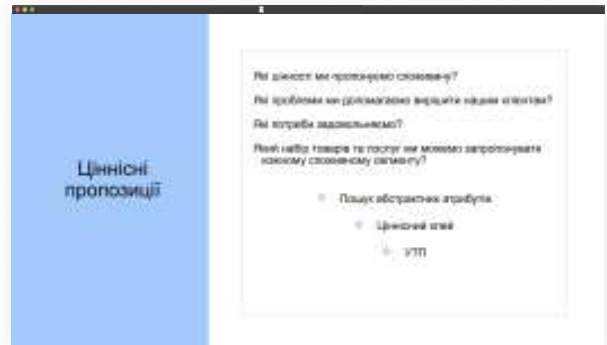 Ціннісні
пропозиції
Які цінності ми пропонуємо споживачу?
Які проблеми ми допомагаємо вирішити нашим клієнтам?
Які потреби задовольняємо?
Який набір товарів та послуг ми можемо запропонувати
кожному споживчому сегменту?
Пошук абстрактних атрибутів
Ціннісний
УТП